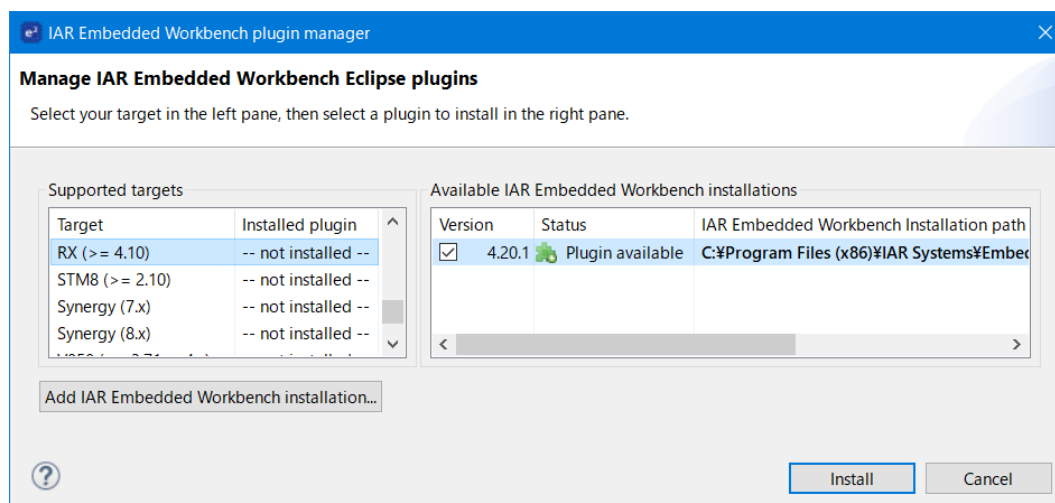 e² IAR Embedded Workbench plugin manager
Manage IAR Embedded Workbench Eclipse plugins
Select your target in the left pane, then select a plugin to install in the right pane.
Supported targets
Target Installed plugin
RX (>= 4.10) -- not installed --
STM8 (>= 2.10) -- not installed --
Synergy (7.x) -- not installed --
Synergy (8.x) -- not installed --
Available IAR Embedded Workbench installations
Version Status IAR Embedded Workbench Installation path
4.20.1 Plugin available C:¥Program Files (x86)¥IAR Systems¥Embed
Add IAR Embedded Workbench installation...
?
Install Cancel